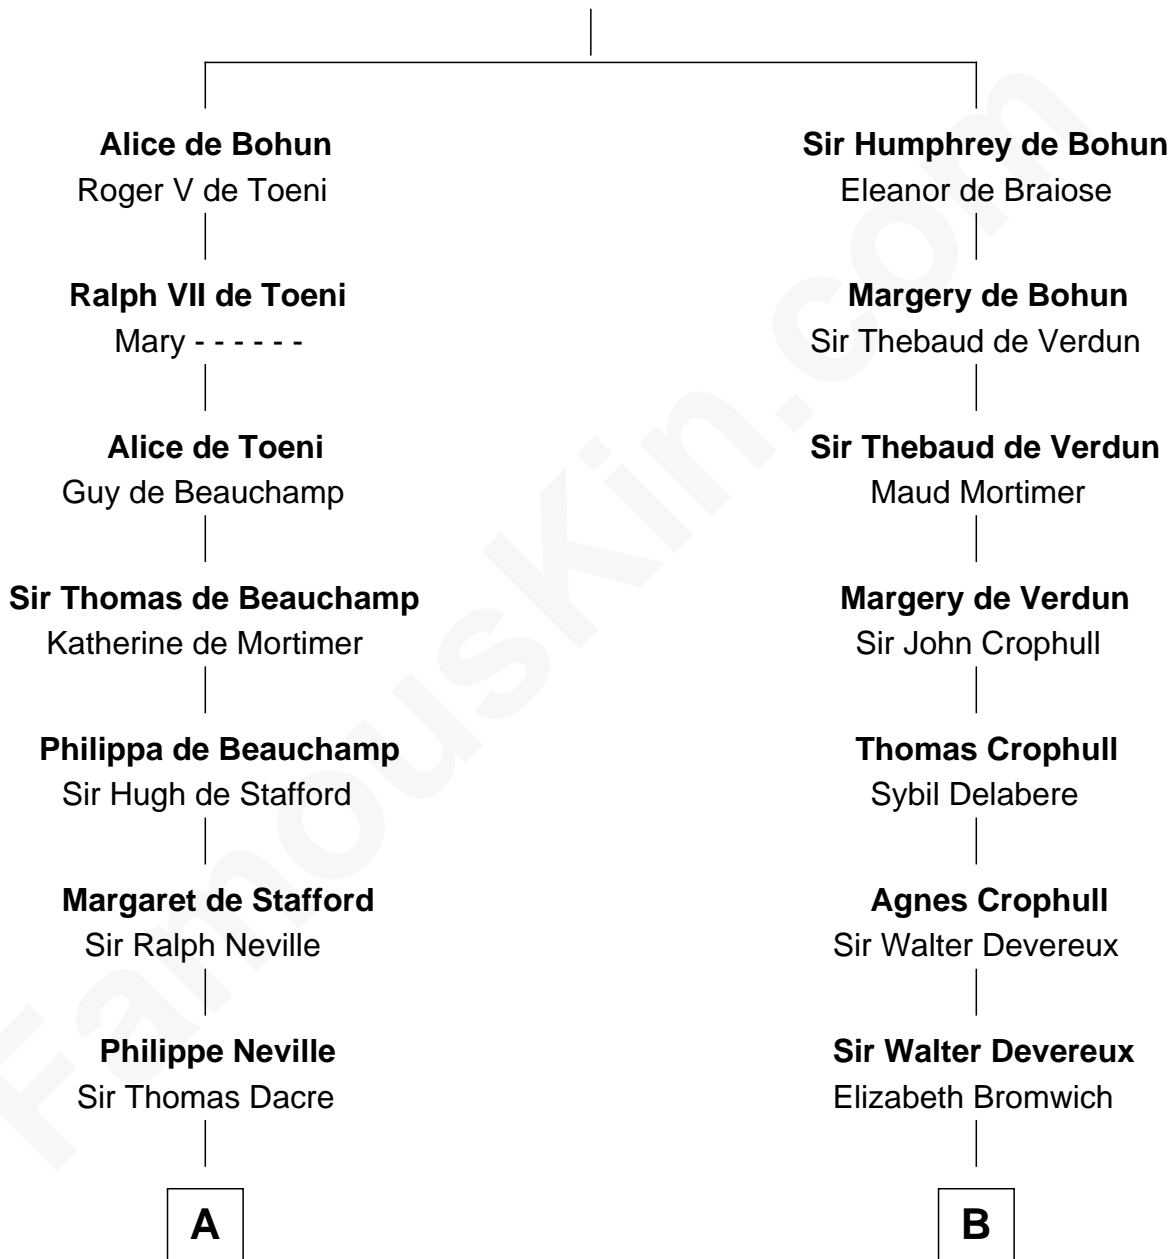 Alice de Bohun
Roger V de Toeni
Ralph VII de Toeni
Mary - - - - - -
Alice de Toeni
Guy de Beauchamp
Sir Thomas de Beauchamp
Katherine de Mortimer
Philippa de Beauchamp
Sir Hugh de Stafford
Margaret de Stafford
Sir Ralph Neville
Philippe Neville
Sir Thomas Dacre
A
Sir Humphrey de Bohun
Eleanor de Braiose
Margery de Bohun
Sir Thebaud de Verdun
Sir Thebaud de Verdun
Maud Mortimer
Margery de Verdun
Sir John Crophull
Thomas Crophull
Sybil Delabere
Agnes Crophull
Sir Walter Devereux
Sir Walter Devereux
Elizabeth Bromwich
B
FamousKin.com